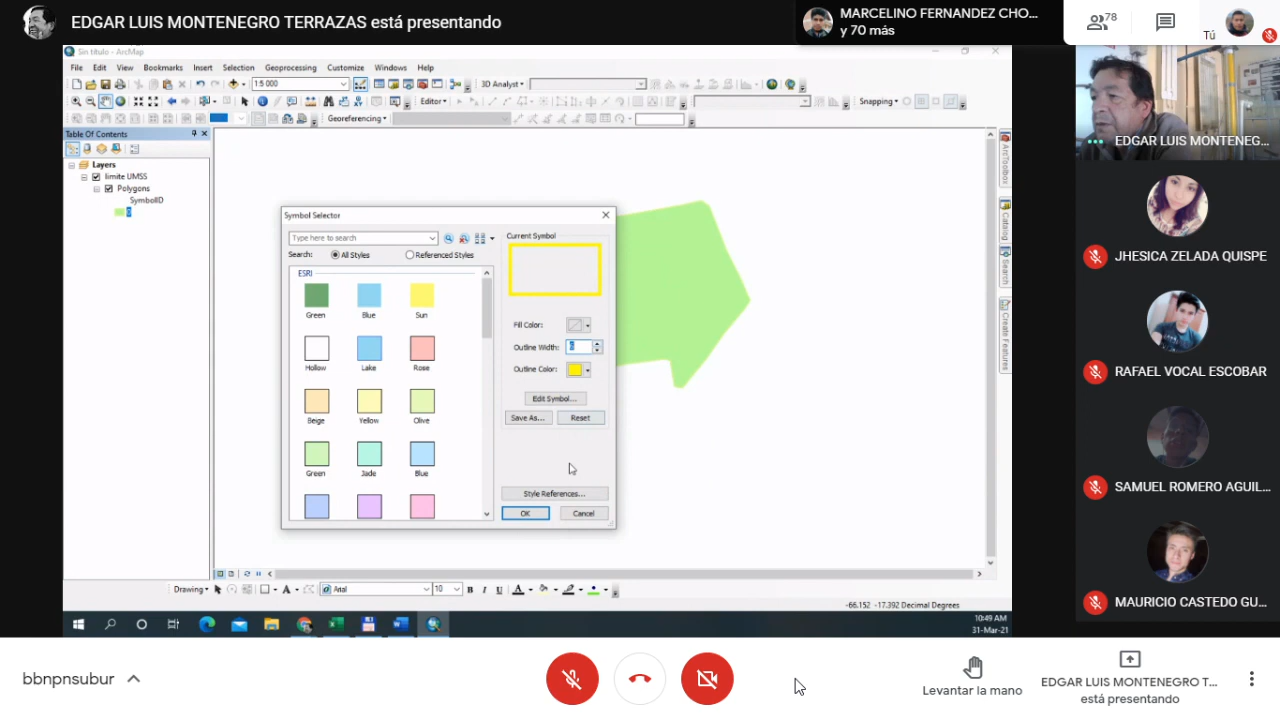 EDGAR LUIS MONTENEGRO TERRAZAS está presentando
MARCELINO FERNANDEZ CHO...
y 70 más
78
Tú
Sin título - ArcMap
File Edit View Bookmarks Insert Selection Geoprocessing Customize Windows Help
1:5 000
3D Analyst
Editor
Snapping
Georeferencing
Table Of Contents
Layers
limite UMSS
Polygons
SymbolID
0
Symbol Selector
Type here to search
Search: All Styles Referenced Styles
ESRI
Green Blue Sun
Hollow Lake Rose
Beige Yellow Olive
Green Jade Blue
Current Symbol
Fill Color:
Outline Width:
Outline Color:
Edit Symbol...
Save As... Reset
Style References...
OK Cancel
ArcToolbox
Catalog
Search
Create Features
Drawing
Arial
10
B I U A
-66.152 -17.392 Decimal Degrees
10:49 AM
31-Mar-21
EDGAR LUIS MONTENEG...
JHESICA ZELADA QUISPE
RAFAEL VOCAL ESCOBAR
SAMUEL ROMERO AGUIL...
MAURICIO CASTEDO GU...
bbnpnsubur
Levantar la mano
EDGAR LUIS MONTENEGRO T...
está presentando